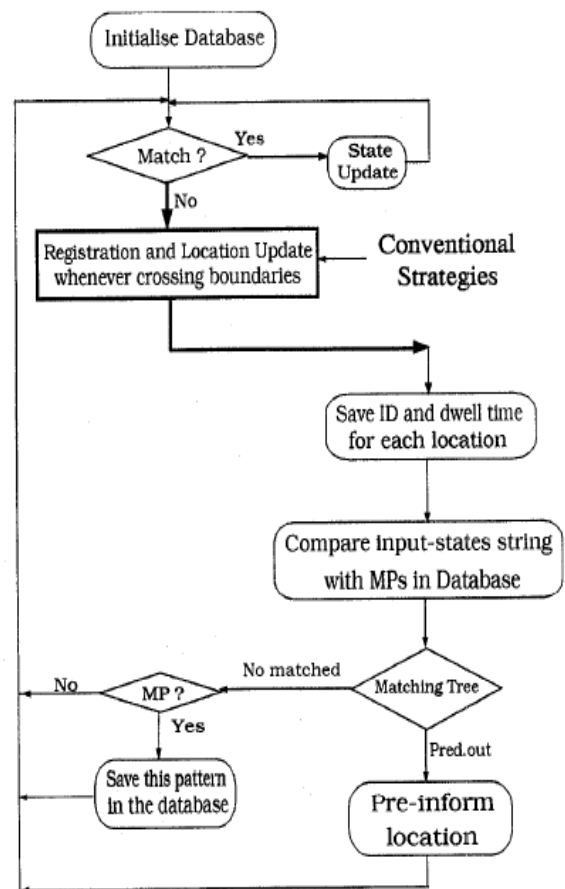 Initialise Database
Match ?
Yes
State
Update
No
Registration and Location Update
whenever crossing boundaries
Conventional
Strategies
Save ID and dwell time
for each location
Compare input-states string
with MPs in Database
Matching Tree
No matched
MP ?
No
Yes
Save this pattern
in the database
Pred.out
Pre-inform
location